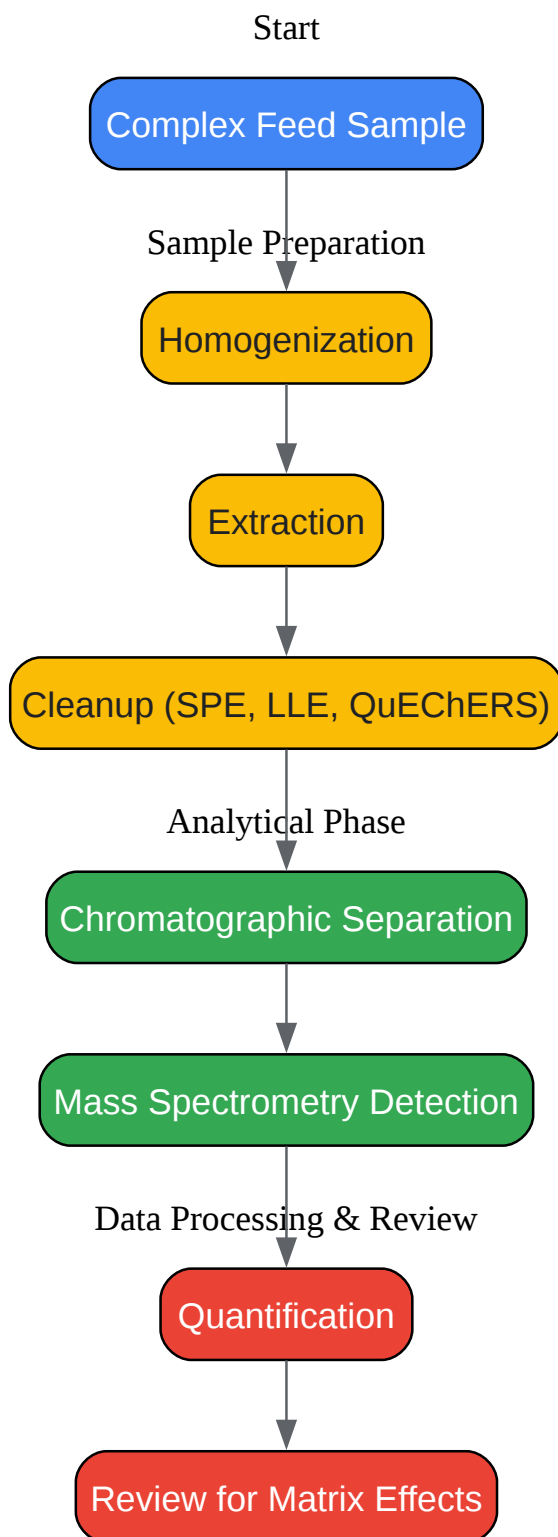 Start
Complex Feed Sample
Sample Preparation
Homogenization
Extraction
Cleanup (SPE, LLE, QuEChERS)
Analytical Phase
Chromatographic Separation
Mass Spectrometry Detection
Data Processing & Review
Quantification
Review for Matrix Effects